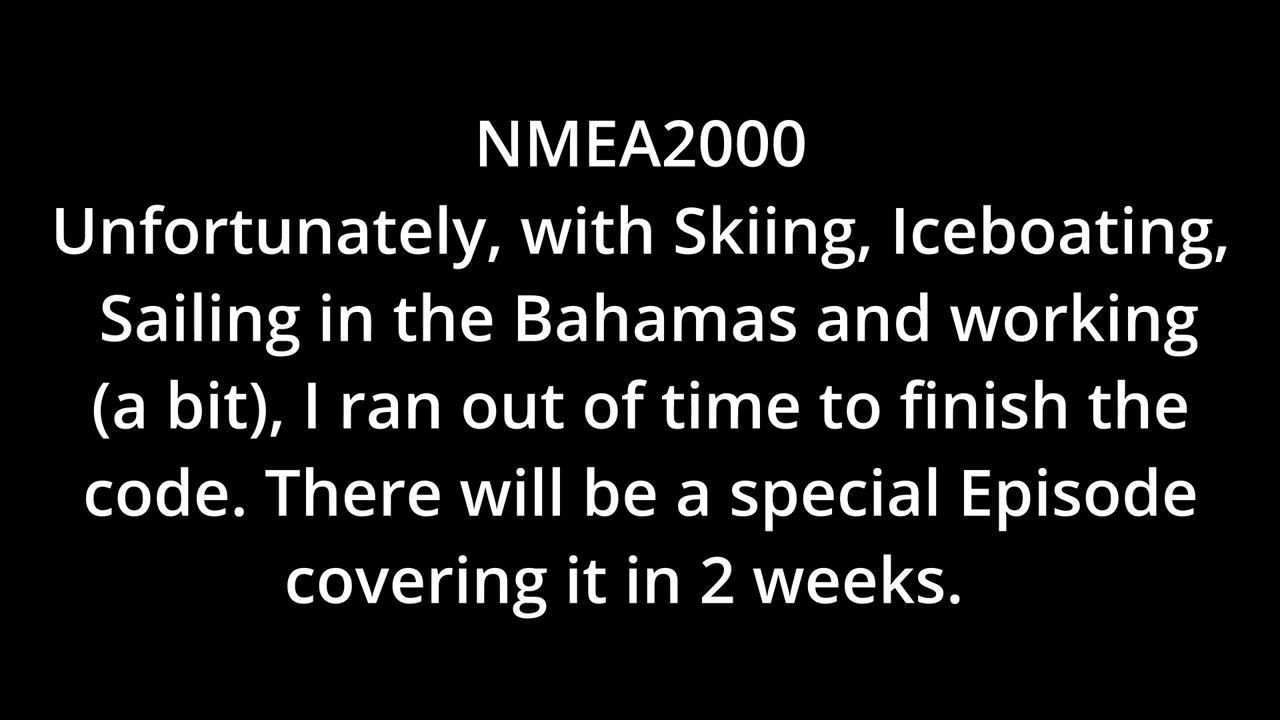 NMEA2000
Unfortunately, with Skiing, Iceboating,
Sailing in the Bahamas and working
(a bit), I ran out of time to finish the
code. There will be a special Episode
covering it in 2 weeks.